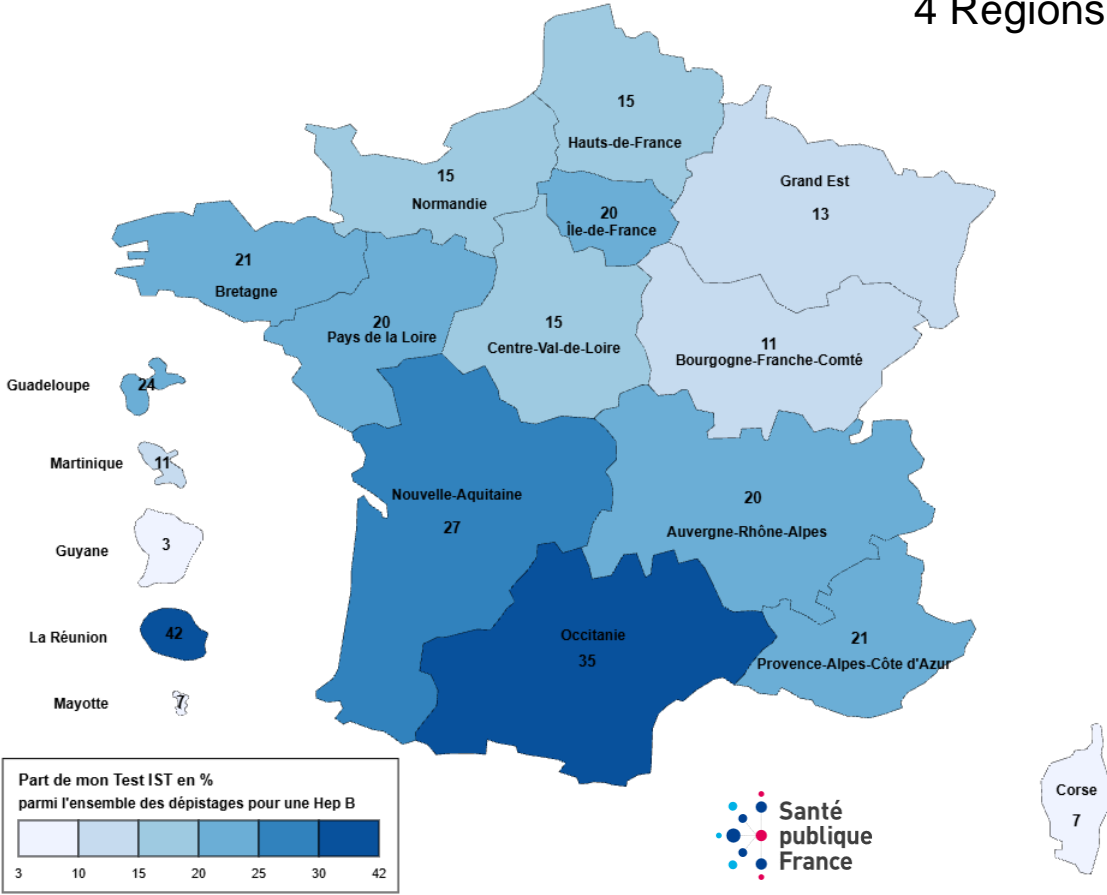 4 Régions
15
Hauts-de-France
15
Normandie
Grand Est
13
20
Île-de-France
21
Bretagne
20
Pays de la Loire
15
Centre-Val-de-Loire
11
Bourgogne-Franche-Comté
Guadeloupe
24
Martinique
11
Nouvelle-Aquitaine
27
20
Auvergne-Rhône-Alpes
Guyane
3
La Réunion
42
Occitanie
35
21
Provence-Alpes-Côte d'Azur
Mayotte
7
Corse
7
Part de mon Test IST en %
parmi l'ensemble des dépistages pour une Hep B
3 10 15 20 25 30 42
Santé
publique
France